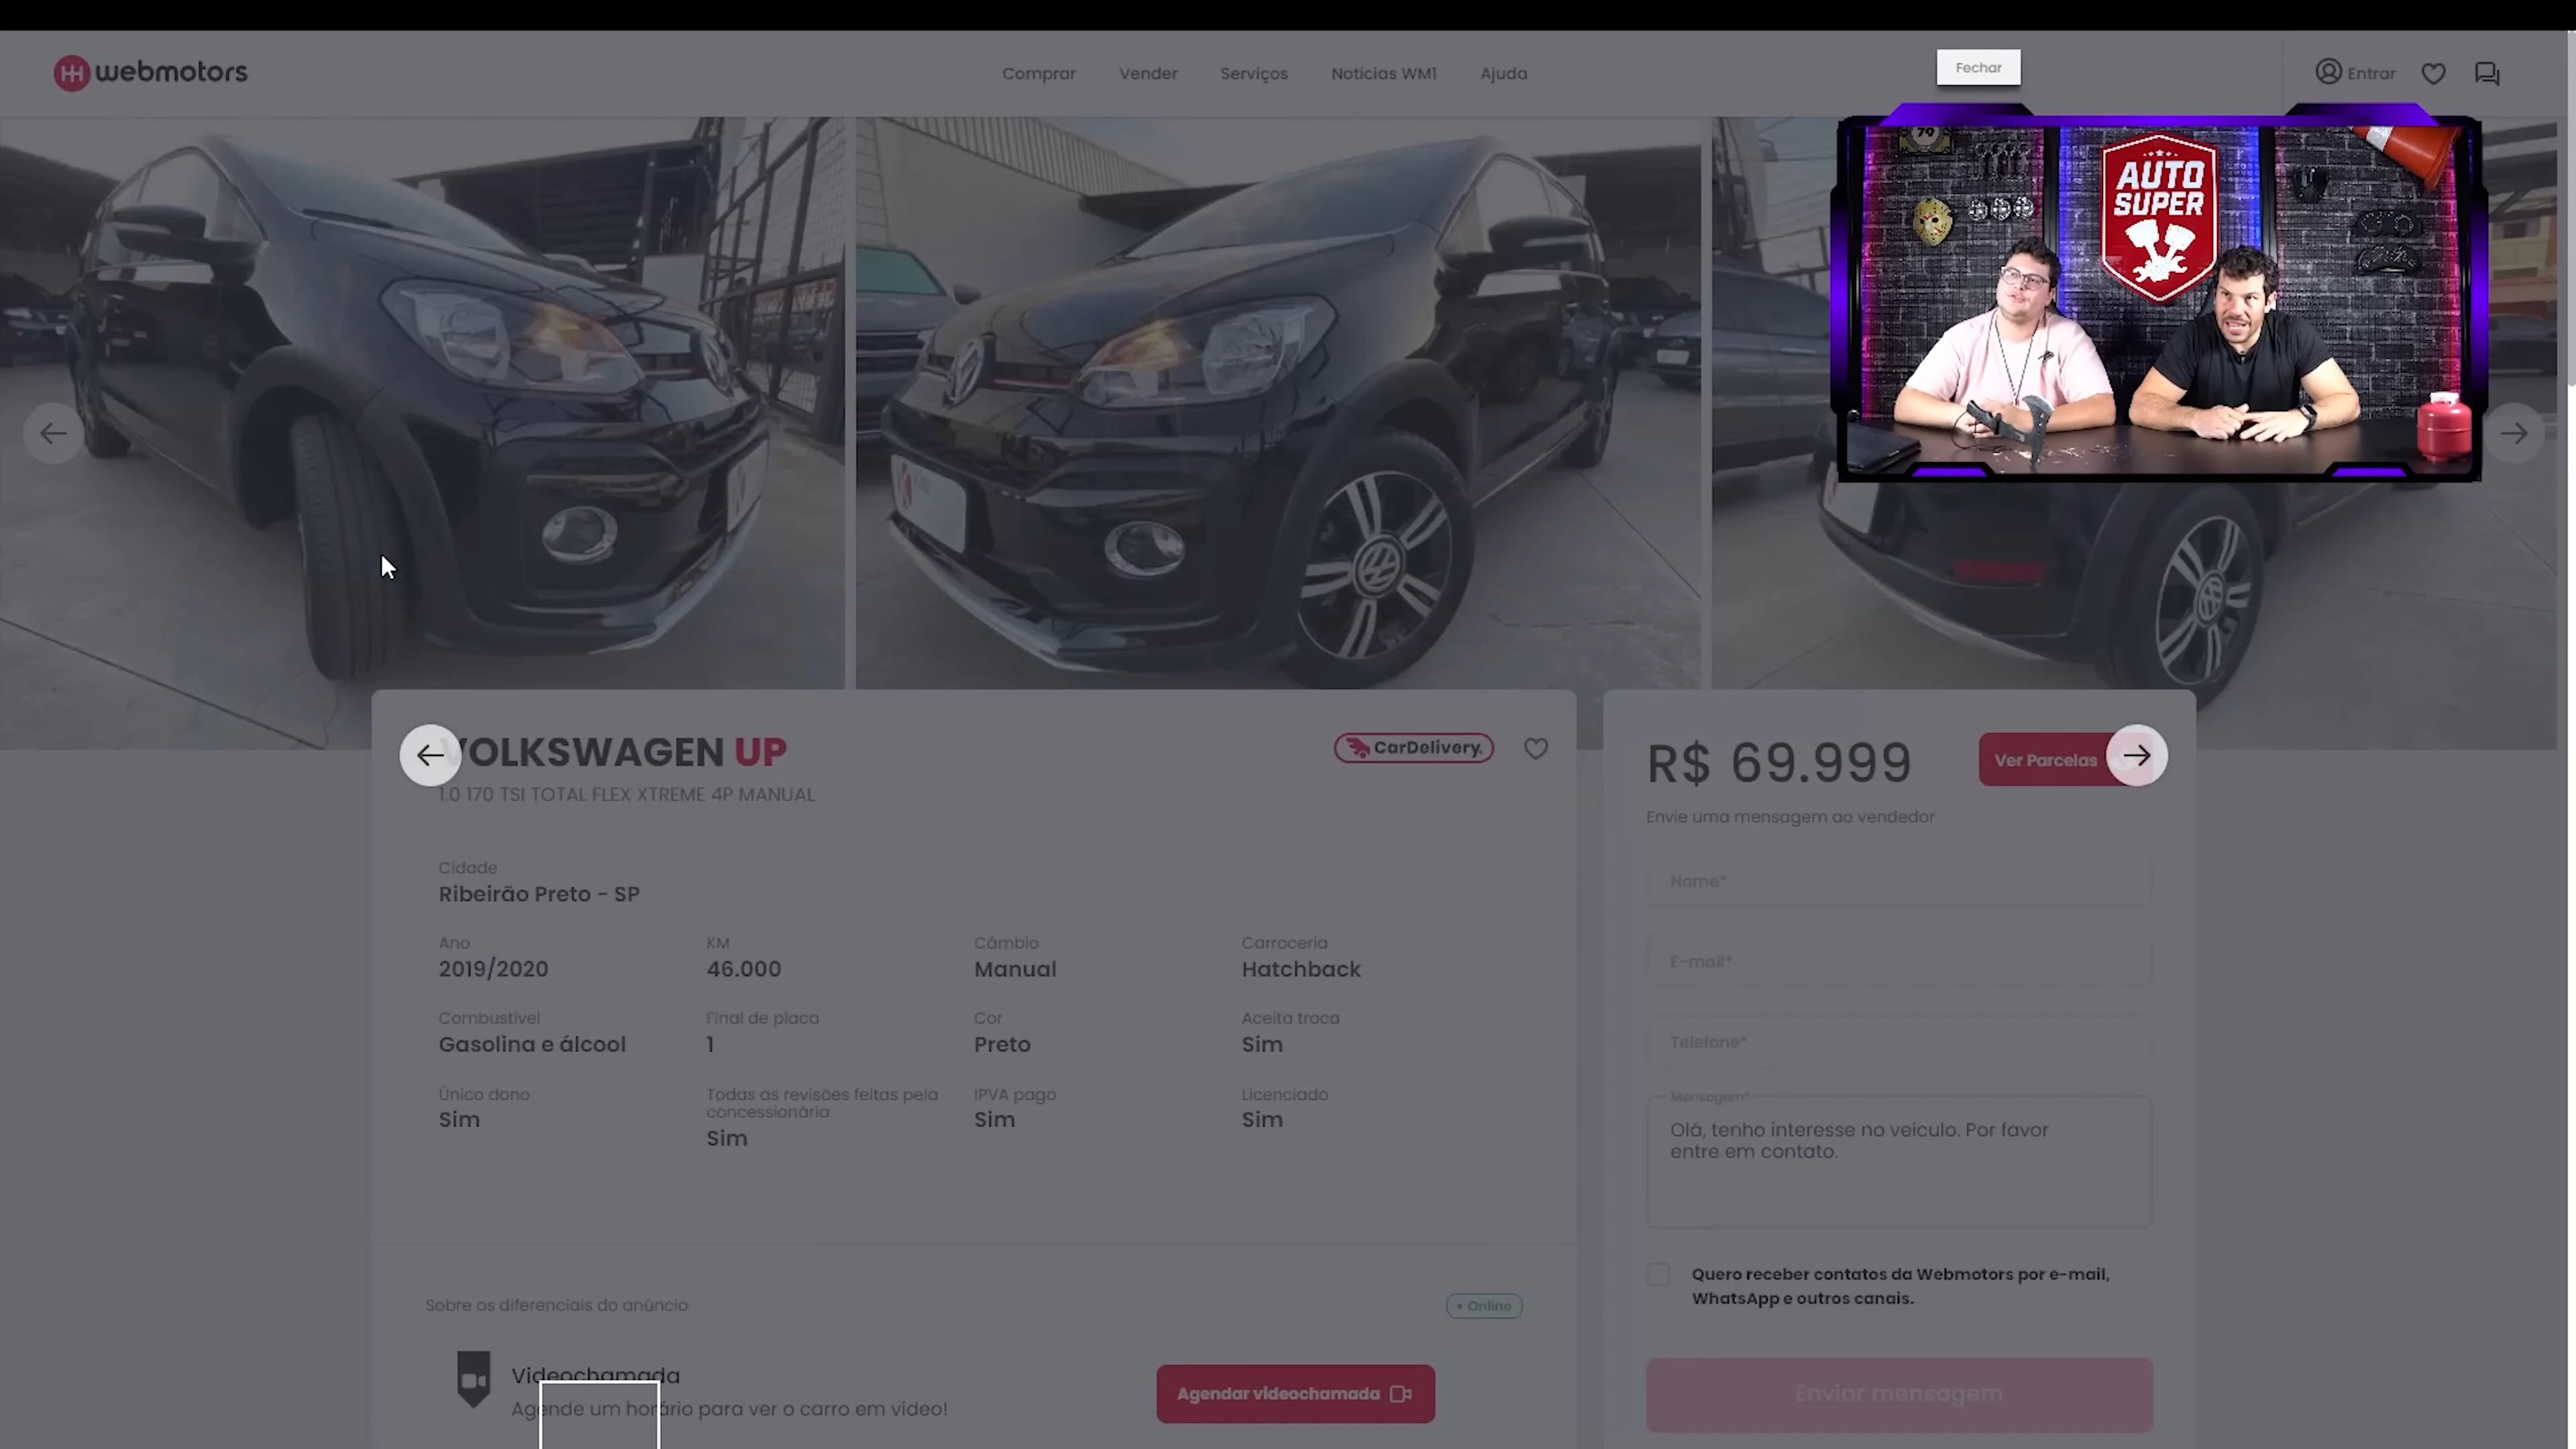 webmotors
Comprar
Vender
Serviços
Notícias WM1
Ajuda
Fechar
Entrar
79
AUTO
SUPER
VOLKSWAGEN UP
1.0 170 TSI TOTAL FLEX XTREME 4P MANUAL
CarDelivery.
Cidade
Ribeirão Preto - SP
Ano
2019/2020
KM
46.000
Câmbio
Manual
Carroceria
Hatchback
Combustível
Gasolina e álcool
Final de placa
1
Cor
Preto
Aceita troca
Sim
Único dono
Sim
Todas as revisões feitas pela
concessionária
Sim
IPVA pago
Sim
Licenciado
Sim
Sobre os diferenciais do anúncio
• Online
Videochamada
Agende um horário para ver o carro em vídeo!
Agendar videochamada
R$ 69.999
Ver Parcelas
Envie uma mensagem ao vendedor
Nome*
E-mail*
Telefone*
Mensagem*
Olá, tenho interesse no veículo. Por favor
entre em contato.
Quero receber contatos da Webmotors por e-mail,
WhatsApp e outros canais.
Enviar mensagem